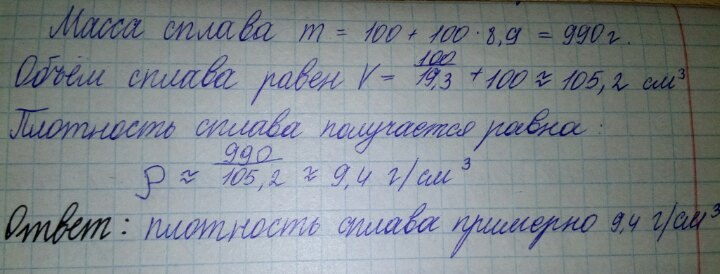 Масса сплава m = 100 + 100 · 8,9 = 990 г.
Объём сплава равен V = 100/19,3 + 100 ≈ 105,2 см³
Плотность сплава получается равна:
ρ ≈ 990/105,2 ≈ 9,4 г/см³
Ответ: плотность сплава примерно 9,4 г/см³